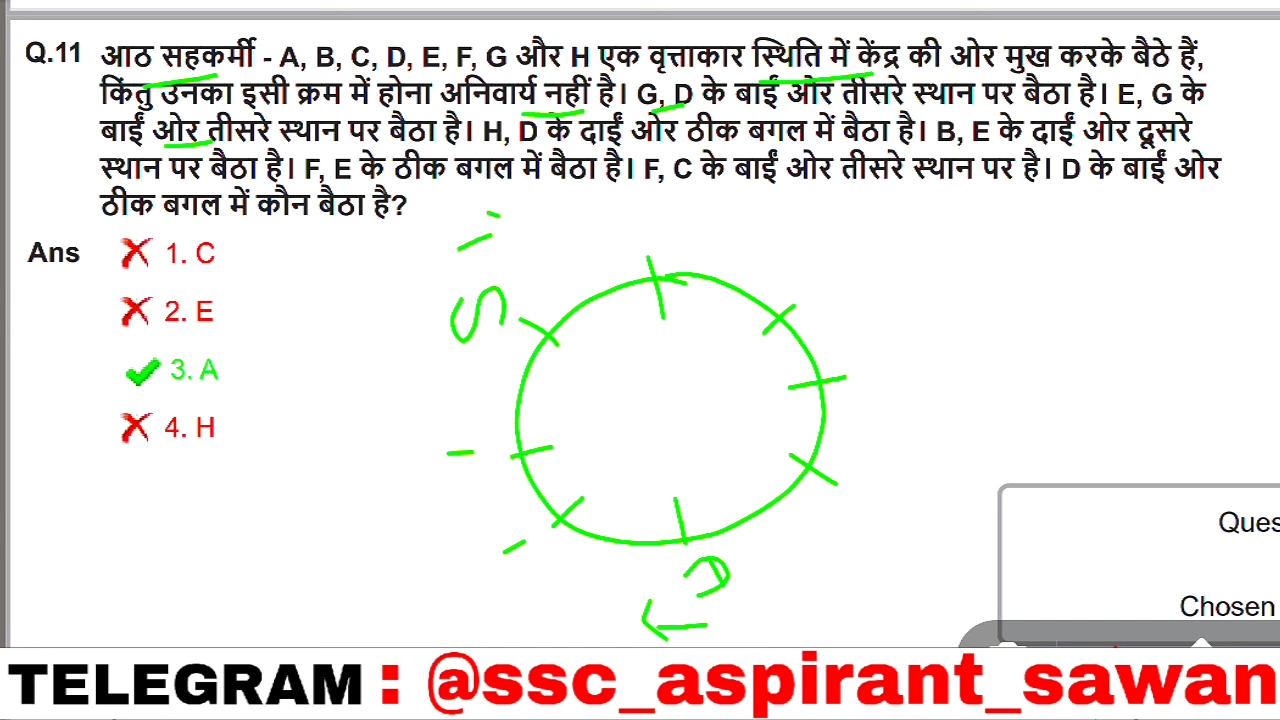 Q.11 आठ सहकर्मी - A, B, C, D, E, F, G और H एक वृत्ताकार स्थिति में केंद्र की ओर मुख करके बैठे हैं,
किंतु उनका इसी क्रम में होना अनिवार्य नहीं है। G, D के बाईं ओर तीसरे स्थान पर बैठा है। E, G के
बाईं ओर तीसरे स्थान पर बैठा है। H, D के दाईं ओर ठीक बगल में बैठा है। B, E के दाईं ओर दूसरे
स्थान पर बैठा है। F, E के ठीक बगल में बैठा है। F, C के बाईं ओर तीसरे स्थान पर है। D के बाईं ओर
ठीक बगल में कौन बैठा है?
Ans 1. C
2. E
3. A
4. H
D
Ques
Chosen
TELEGRAM : @ssc_aspirant_sawan